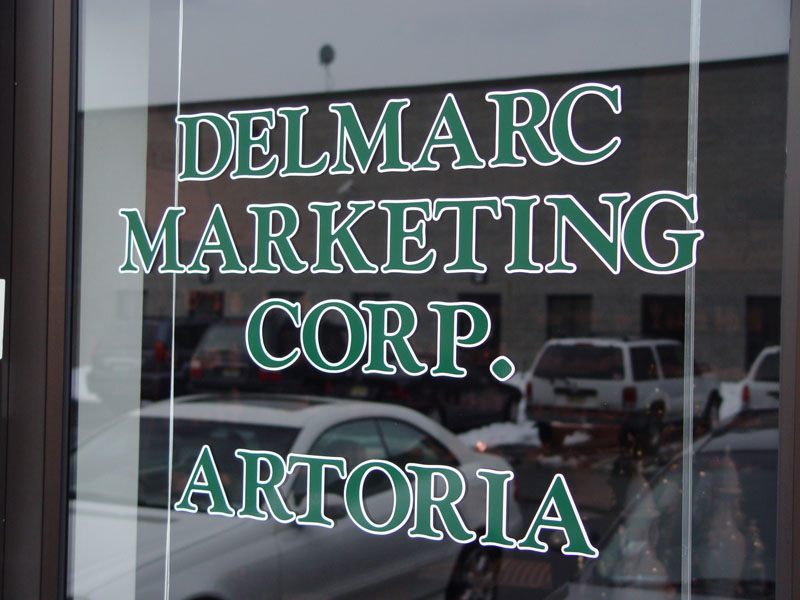 DELMARC
MARKETING
CORP.
ARTORIA